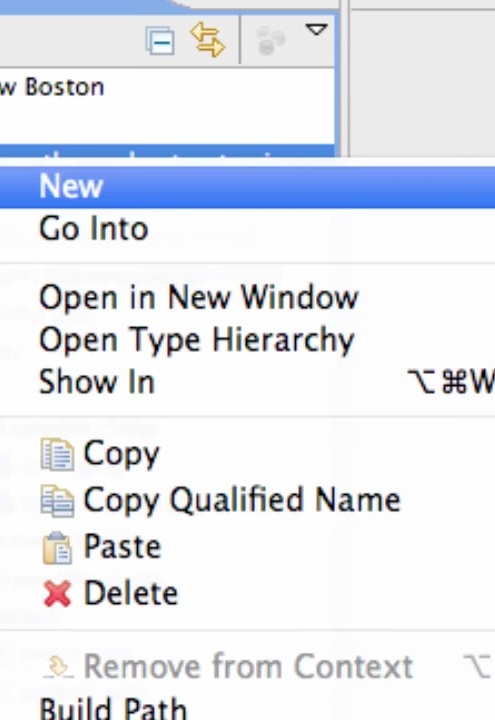 w Boston
New
Go Into
Open in New Window
Open Type Hierarchy
Show In ⌥⌘W
Copy
Copy Qualified Name
Paste
Delete
Remove from Context ⌥
Build Path